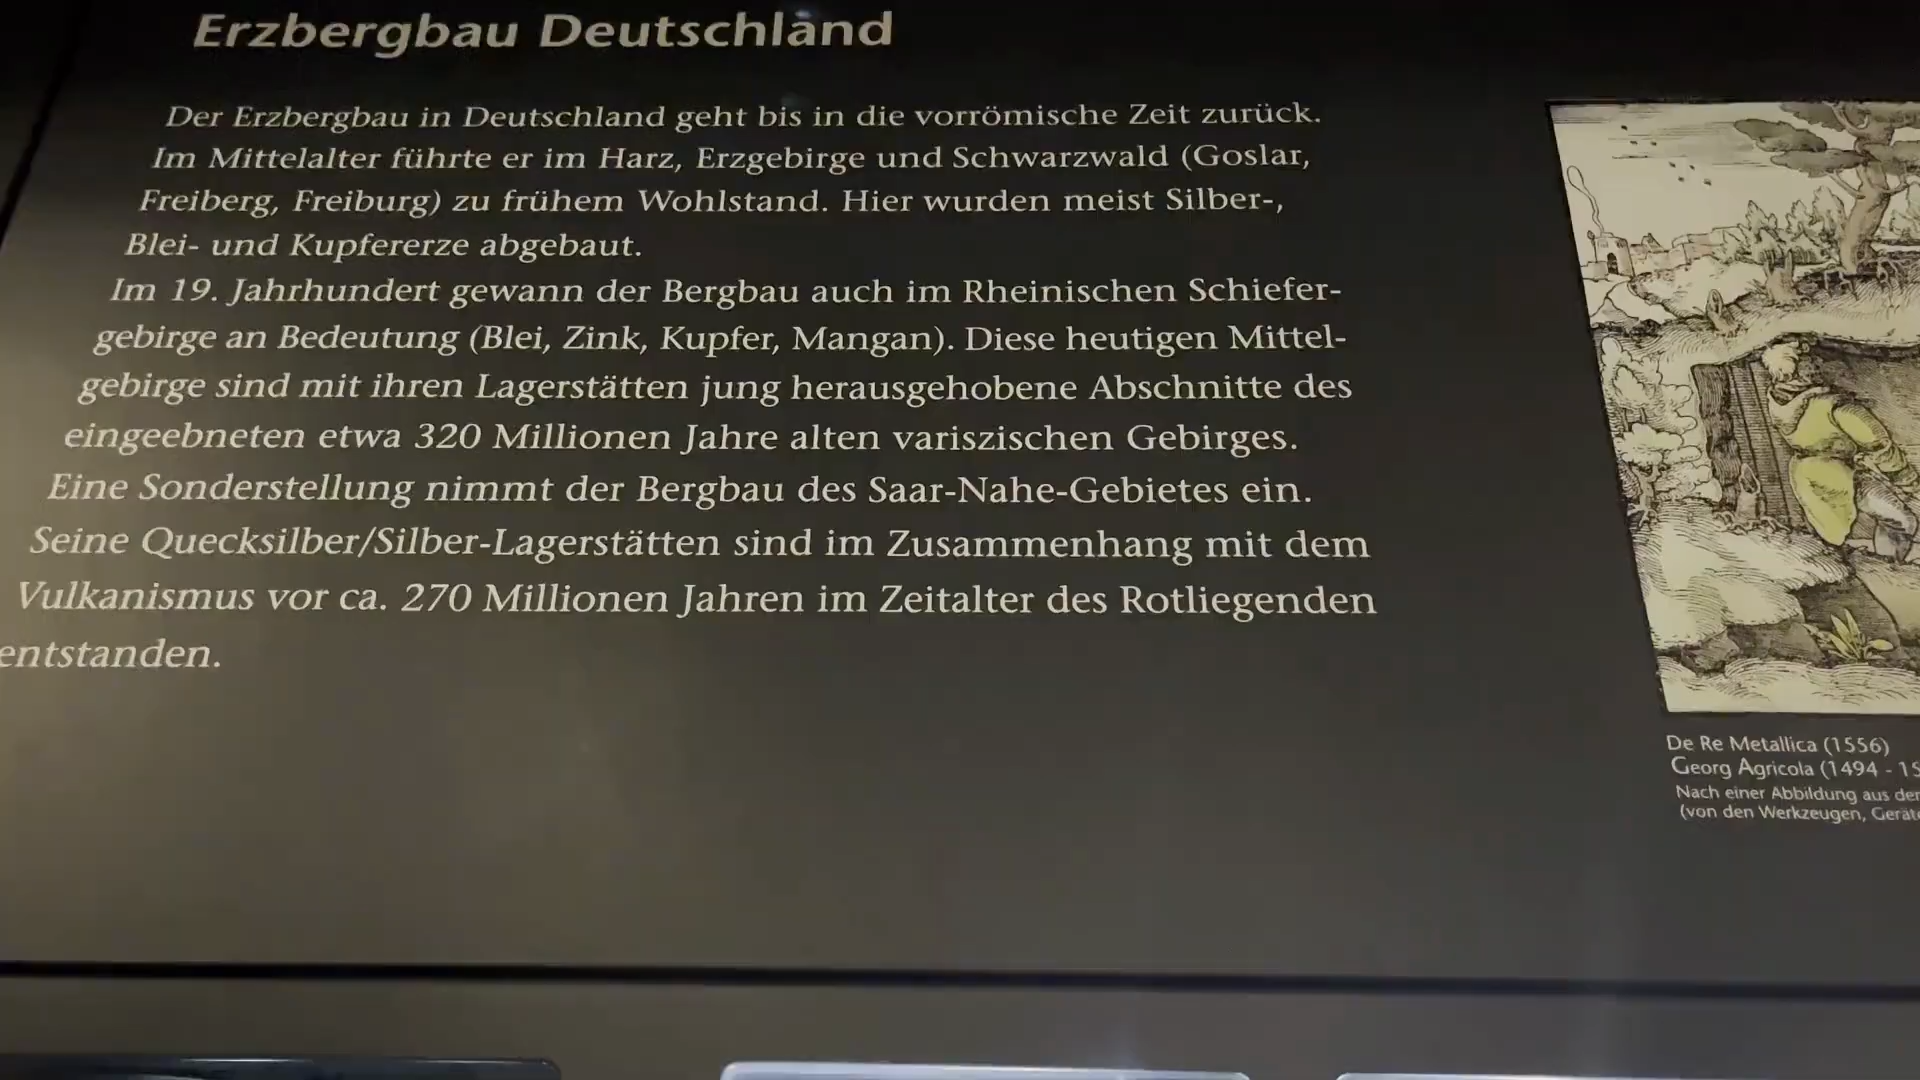 Erzbergbau Deutschland
Der Erzbergbau in Deutschland geht bis in die vorrömische Zeit zurück.
Im Mittelalter führte er im Harz, Erzgebirge und Schwarzwald (Goslar,
Freiberg, Freiburg) zu frühem Wohlstand. Hier wurden meist Silber-,
Blei- und Kupfererze abgebaut.
Im 19. Jahrhundert gewann der Bergbau auch im Rheinischen Schiefer-
gebirge an Bedeutung (Blei, Zink, Kupfer, Mangan). Diese heutigen Mittel-
gebirge sind mit ihren Lagerstätten jung herausgehobene Abschnitte des
eingeebneten etwa 320 Millionen Jahre alten variszischen Gebirges.
Eine Sonderstellung nimmt der Bergbau des Saar-Nahe-Gebietes ein.
Seine Quecksilber/Silber-Lagerstätten sind im Zusammenhang mit dem
Vulkanismus vor ca. 270 Millionen Jahren im Zeitalter des Rotliegenden
entstanden.
De Re Metallica (1556)
Georg Agricola (1494 - 15
Nach einer Abbildung aus
(von den Werkzeugen,